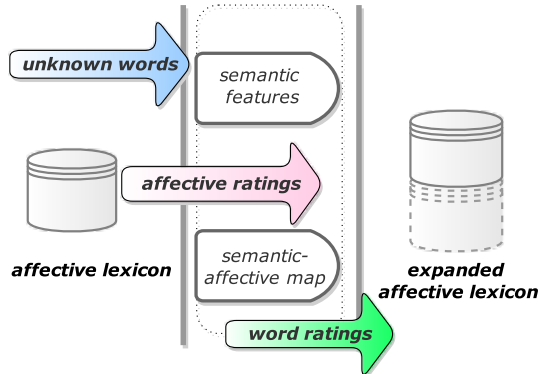 unknown words
semantic
features
affective ratings
affective lexicon
semantic-
affective map
expanded
affective lexicon
word ratings